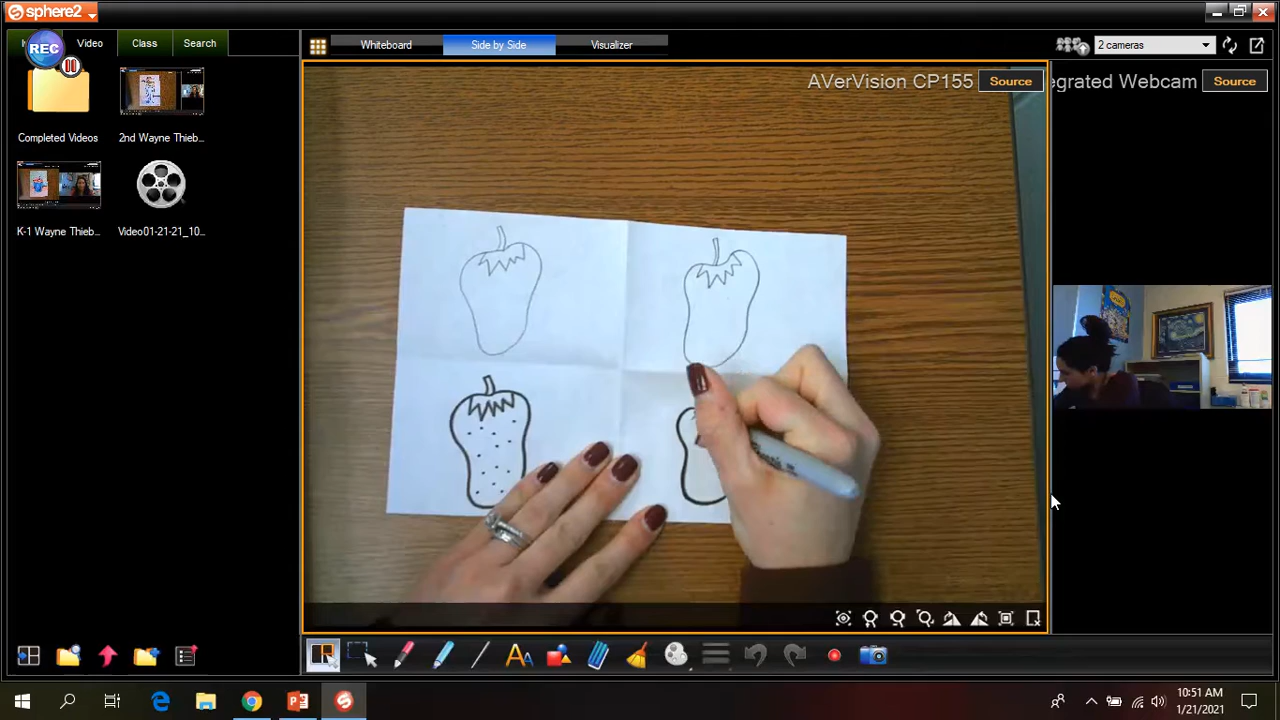 sphere2
REC
Video
Class
Search
Whiteboard
Side by Side
Visualizer
2 cameras
AVerVision CP155
Source
egrated Webcam
Source
Completed Videos
2nd Wayne Thieb...
K-1 Wayne Thieb...
Video01-21-21_10...
10:51 AM
1/21/2021